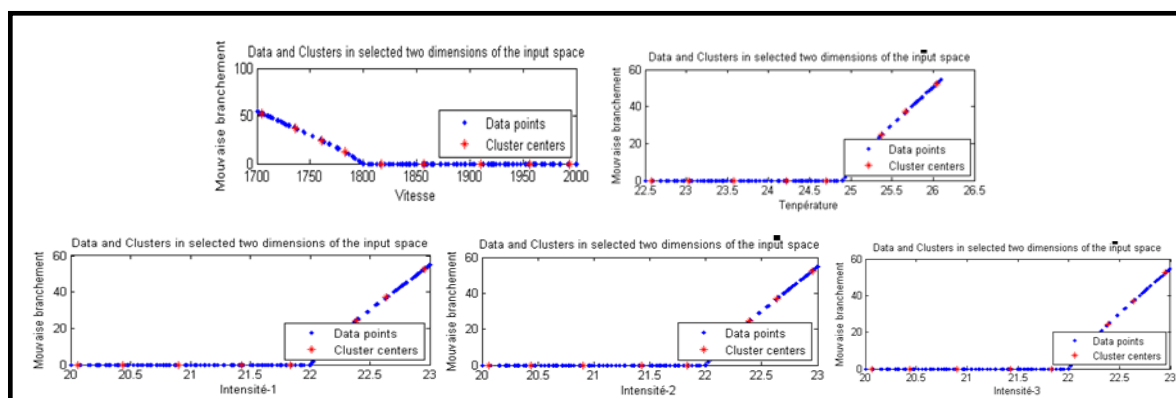 Data and Clusters in selected two dimensions of the input space
Mouvaise branchement
100
50
0
1700 1750 1800 1850 1900 1950 2000
Vitesse
Data points
Cluster centers
Data and Clusters in selected two dimensions of the input space
Mouvaise branchement
60
40
20
0
22.5 23 23.5 24 24.5 25 25.5 26 26.5
Tenpérature
Data points
Cluster centers
Data and Clusters in selected two dimensions of the input space
Mouvaise branchement
60
40
20
0
20 20.5 21 21.5 22 22.5 23
Intensité-1
Data points
Cluster centers
Data and Clusters in selected two dimensions of the input space
Mouvaise branchement
60
40
20
0
20 20.5 21 21.5 22 22.5 23
Intensité-2
Data points
Cluster centers
Data and Clusters in selected two dimensions of the input space
Mouvaise branchement
60
40
20
0
20 20.5 21 21.5 22 22.5 23
Intensité-3
Data points
Cluster centers